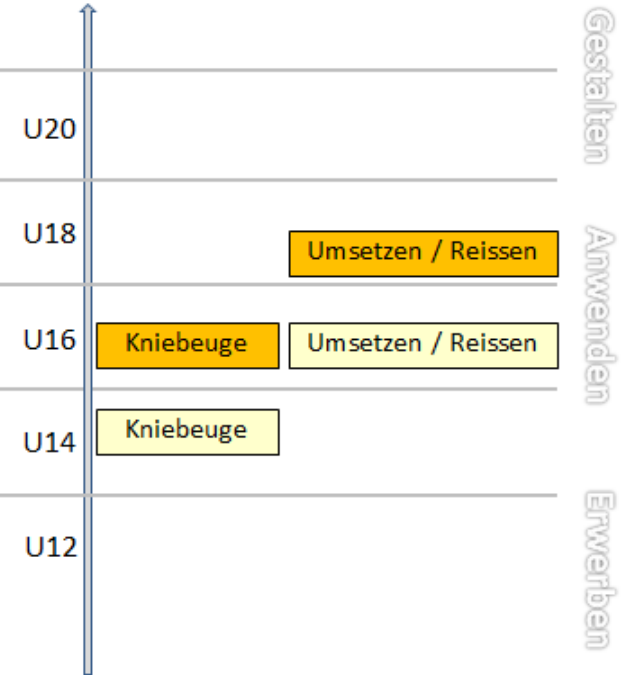 Gestalten
U20
U18
Umsetzen / Reissen
Anwenden
U16
Kniebeuge
Umsetzen / Reissen
U14
Kniebeuge
Erwerben
U12